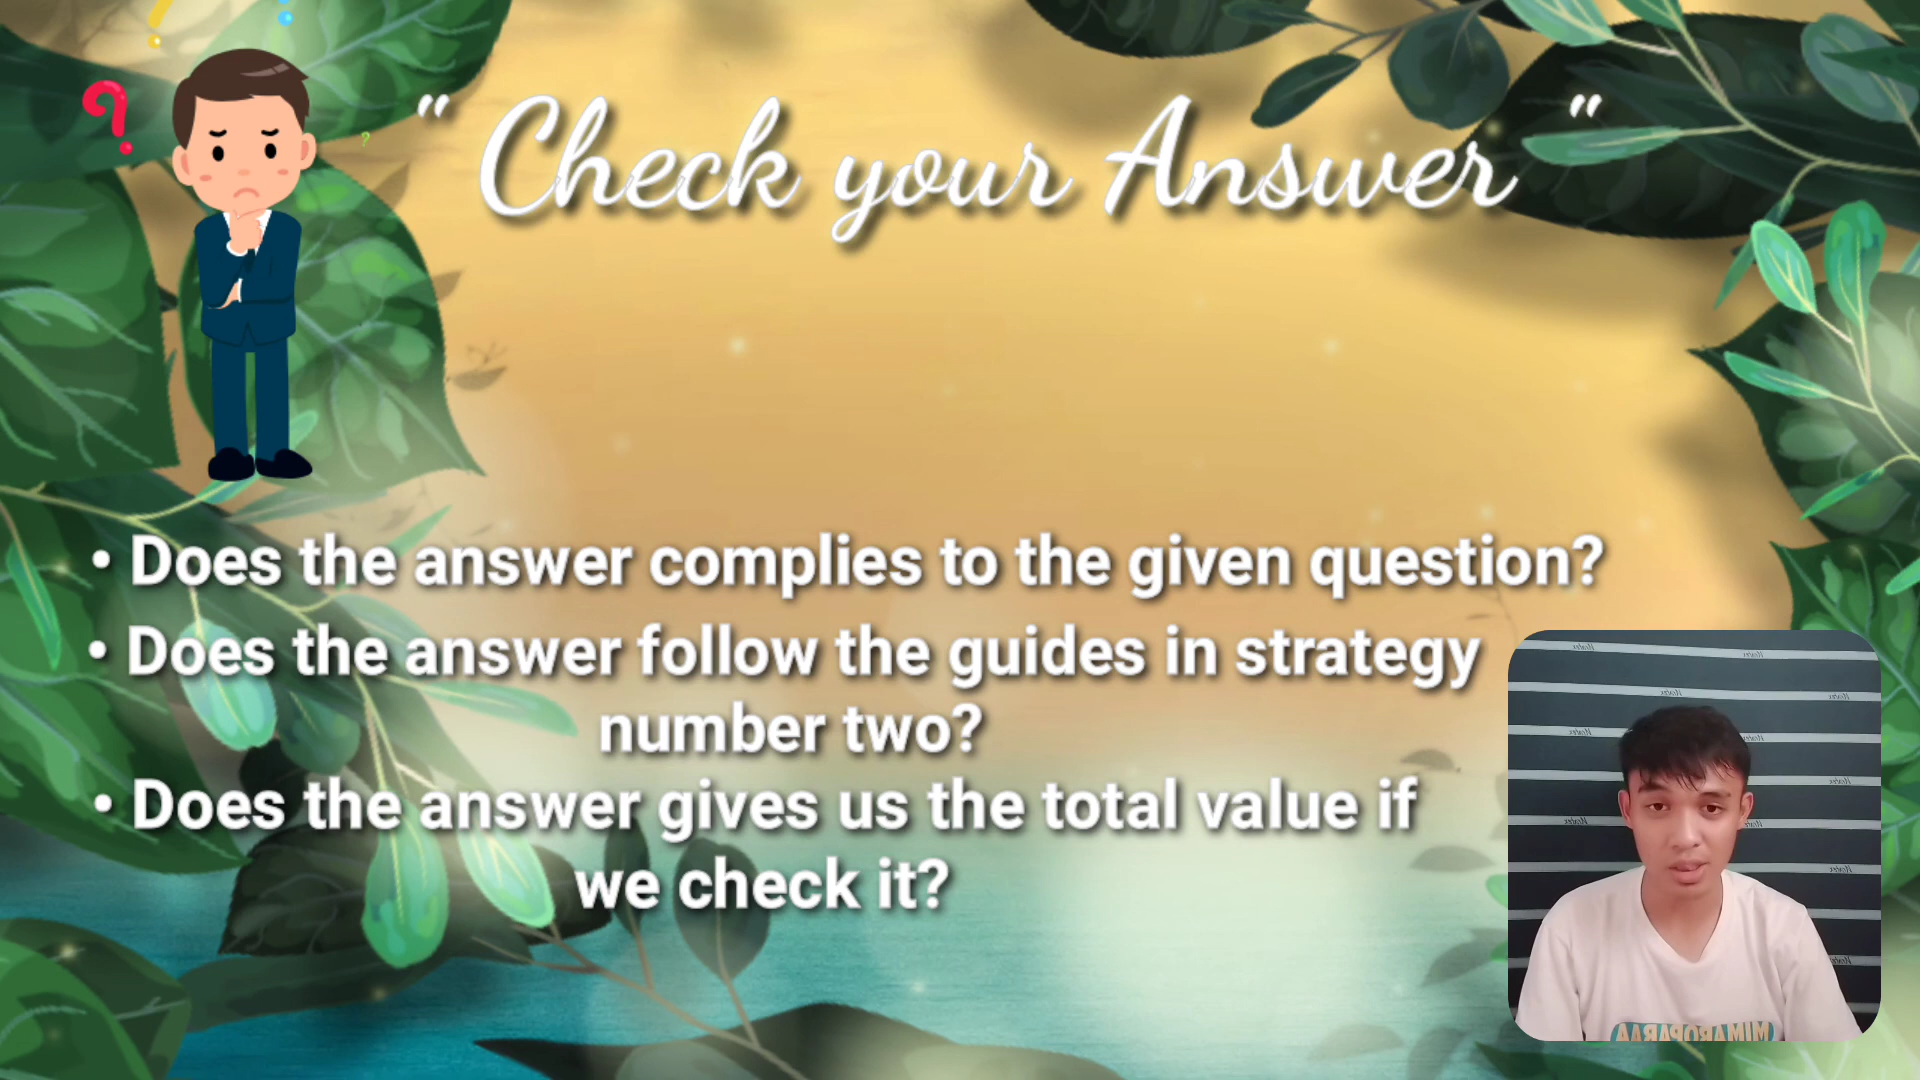 " Check your Answer "
• Does the answer complies to the given question?
• Does the answer follow the guides in strategy
number two?
• Does the answer gives us the total value if
we check it?
MIMAROPARAA